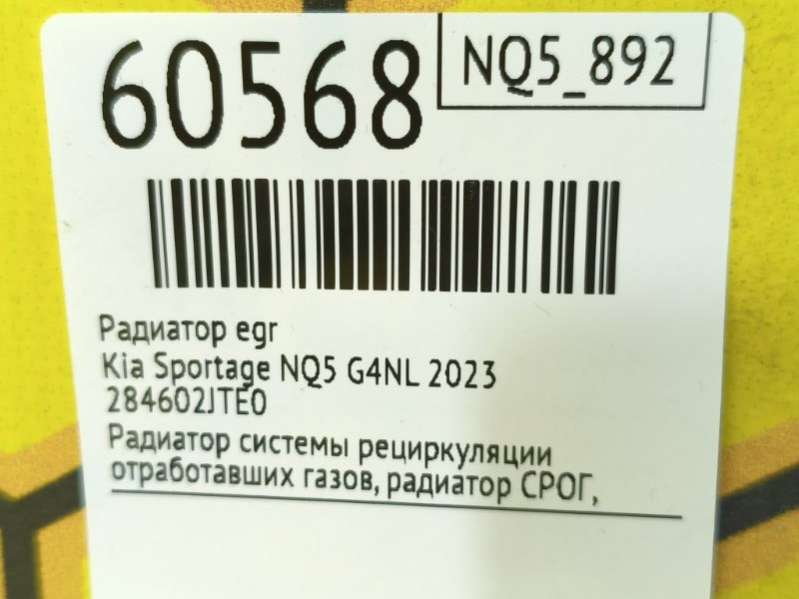 60568
NQ5_892
Радиатор egr
Kia Sportage NQ5 G4NL 2023
284602JTE0
Радиатор системы рециркуляции
отработавших газов, радиатор СРОГ,